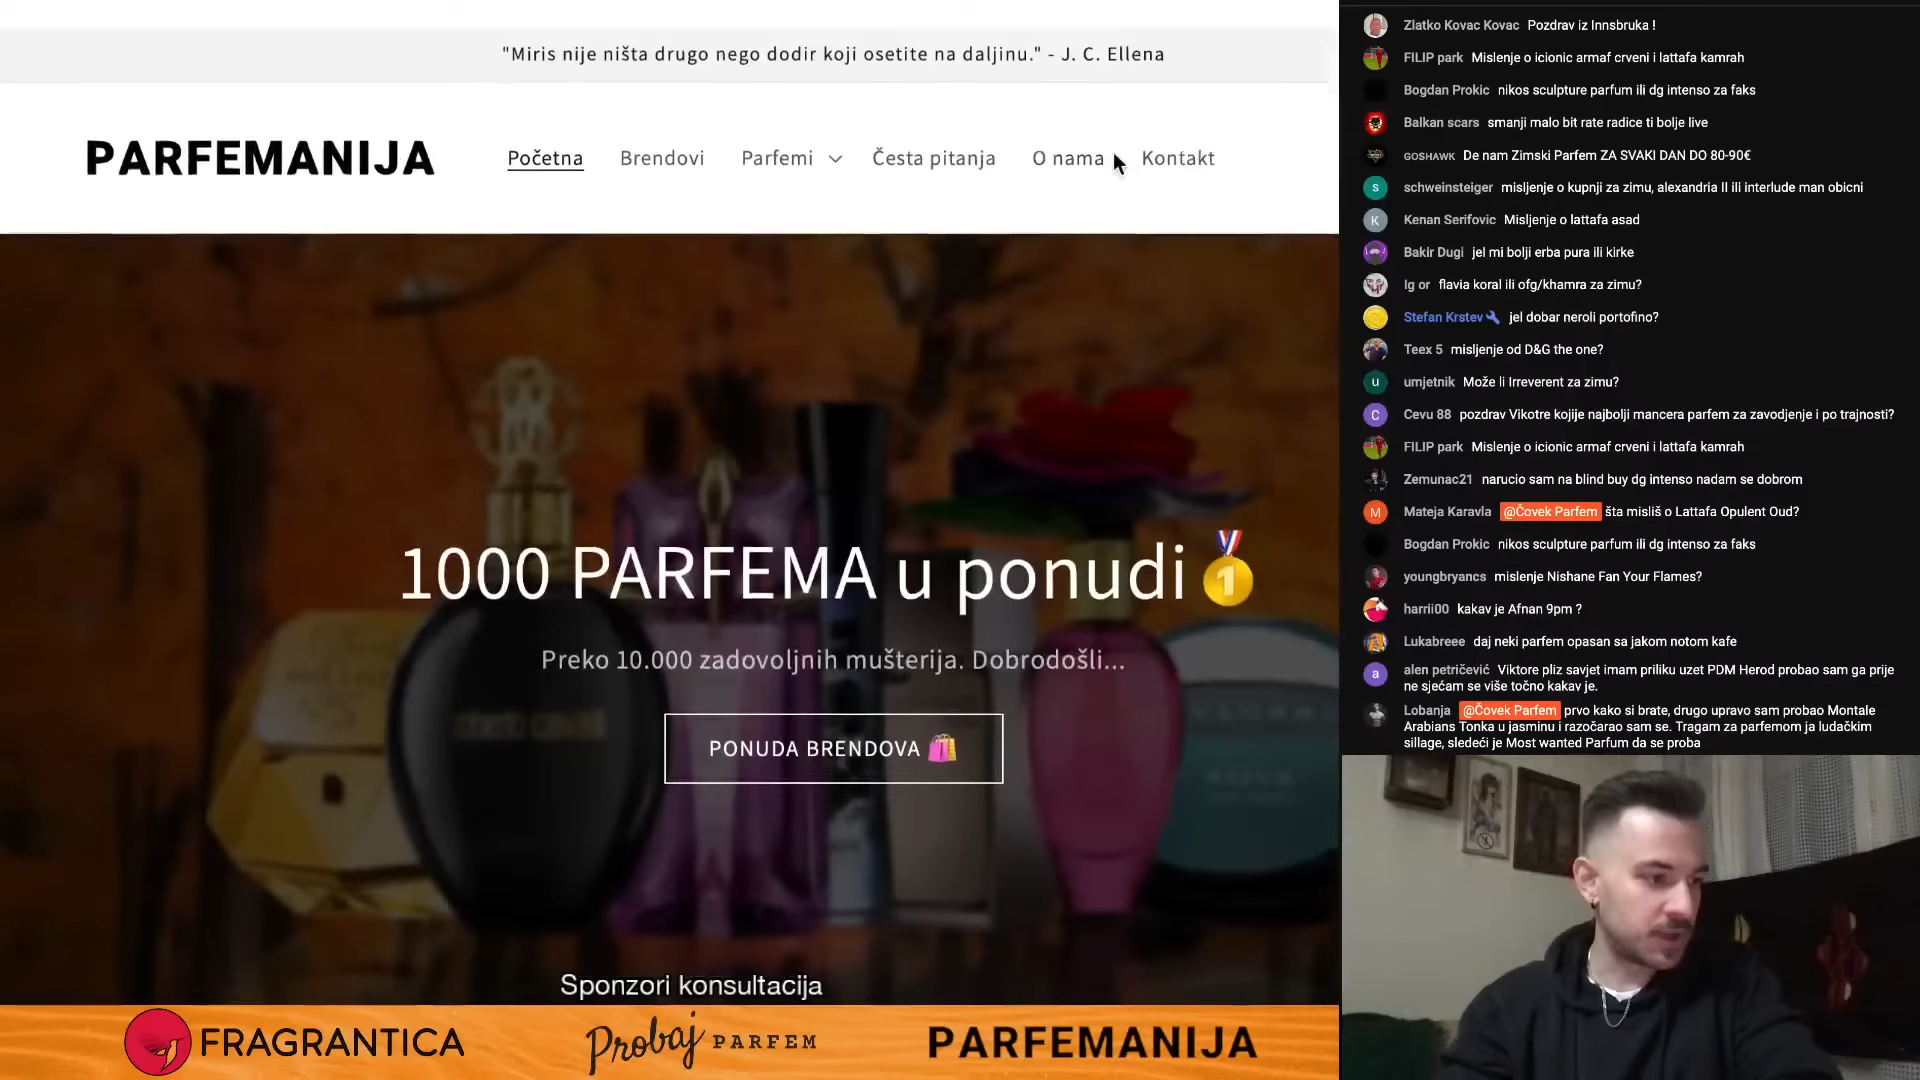 "Miris nije ništa drugo nego dodir koji osetite na daljinu." - J. C. Ellena
PARFEMANIJA
Početna Brendovi Parfemi Česta pitanja O nama Kontakt
1000 PARFEMA u ponudi
Preko 10.000 zadovoljnih mušterija. Dobrodošli...
PONUDA BRENDOVA
Sponzori konsultacija
FRAGRANTICA
Probaj PARFEM
PARFEMANIJA
Zlatko Kovac Kovac Pozdrav iz Innsbruka !
FILIP park Mislenje o icionic armaf crveni i lattafa kamrah
Bogdan Prokic nikos sculpture parfum ili dg intenso za faks
Balkan scars smanji malo bit rate radice ti bolje live
GOSHAWK De nam Zimski Parfem ZA SVAKI DAN DO 80-90€
s schweinsteiger misljenje o kupnji za zimu, alexandria II ili interlude man obicni
K Kenan Serifovic Misljenje o lattafa asad
Bakir Dugi jel mi bolji erba pura ili kirke
Ig or flavia koral ili ofg/khamra za zimu?
Stefan Krstev jel dobar neroli portofino?
Teex 5 misljenje od D&G the one?
u umjetnik Može li Irreverent za zimu?
C Cevu 88 pozdrav Vikotre kojije najbolji mancera parfem za zavodjenje i po trajnosti?
FILIP park Mislenje o icionic armaf crveni i lattafa kamrah
Zemunac21 narucio sam na blind buy dg intenso nadam se dobrom
M Mateja Karavla @Čovek Parfem šta misliš o Lattafa Opulent Oud?
Bogdan Prokic nikos sculpture parfum ili dg intenso za faks
youngbryancs mislenje Nishane Fan Your Flames?
harrii00 kakav je Afnan 9pm ?
Lukabreee daj neki parfem opasan sa jakom notom kafe
a alen petričević Viktore pliz savjet imam priliku uzet PDM Herod probao sam ga prije
ne sjećam se više točno kakav je.
Lobanja @Čovek Parfem prvo kako si brate, drugo upravo sam probao Montale
Arabians Tonka u jasminu i razočarao sam se. Tragam za parfemom ja ludačkim
sillage, sledeći je Most wanted Parfum da se proba